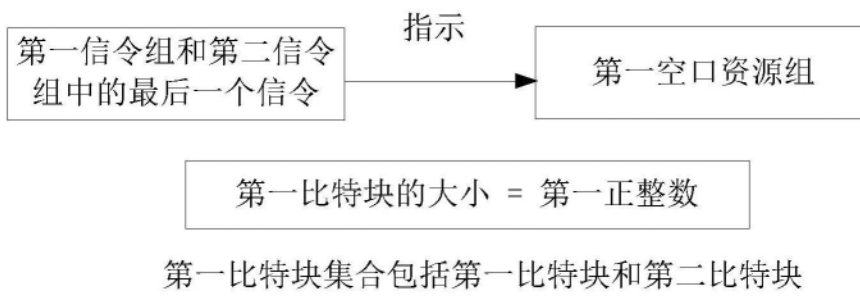 指示
第一信令组和第二信令
组中的最后一个信令
第一空口资源组
第一比特块的大小 = 第一正整数
第一比特块集合包括第一比特块和第二比特块